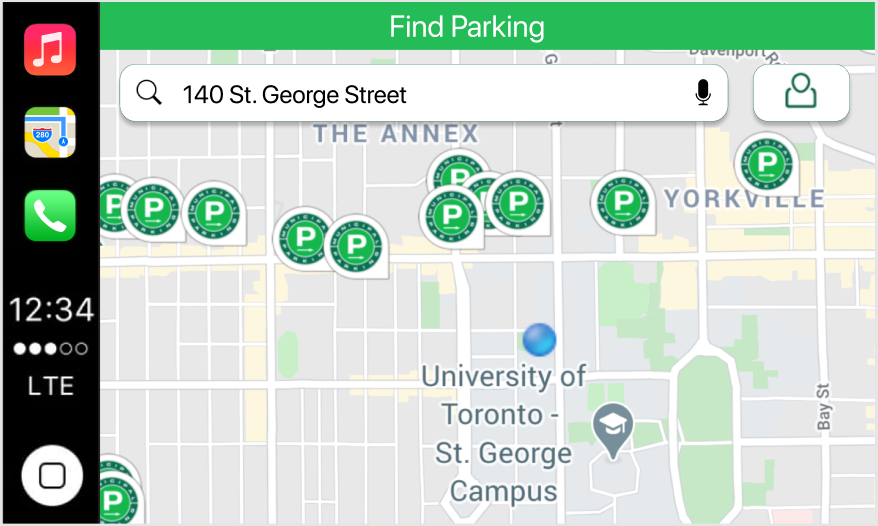 Find Parking
Davenport Rd
140 St. George Street
280
THE ANNEX
YORKVILLE
P
P
P
P
P
P
P
P
P
P
12:34
LTE
University of
Toronto -
St. George
Campus
Bay St
P